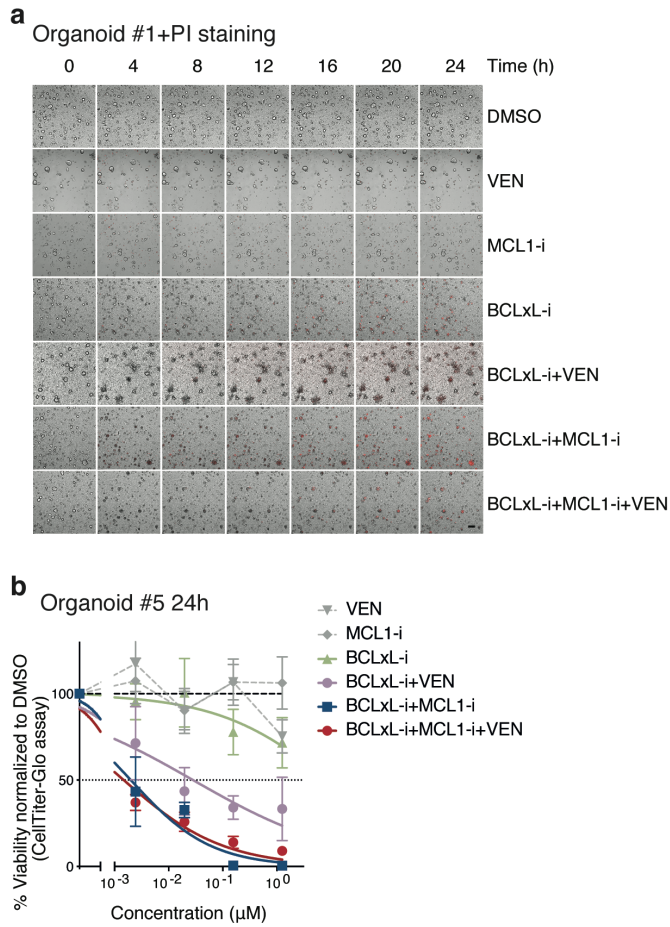 a
Organoid #1+PI staining
0 4 8 12 16 20 24 Time (h)
DMSO
VEN
MCL1-i
BCLxL-i
BCLxL-i+VEN
BCLxL-i+MCL1-i
BCLxL-i+MCL1-i+VEN
b
Organoid #5 24h
% Viability normalized to DMSO
(CellTiter-Glo assay)
100
50
0
10⁻³ 10⁻² 10⁻¹ 10⁰
Concentration (µM)
VEN
MCL1-i
BCLxL-i
BCLxL-i+VEN
BCLxL-i+MCL1-i
BCLxL-i+MCL1-i+VEN